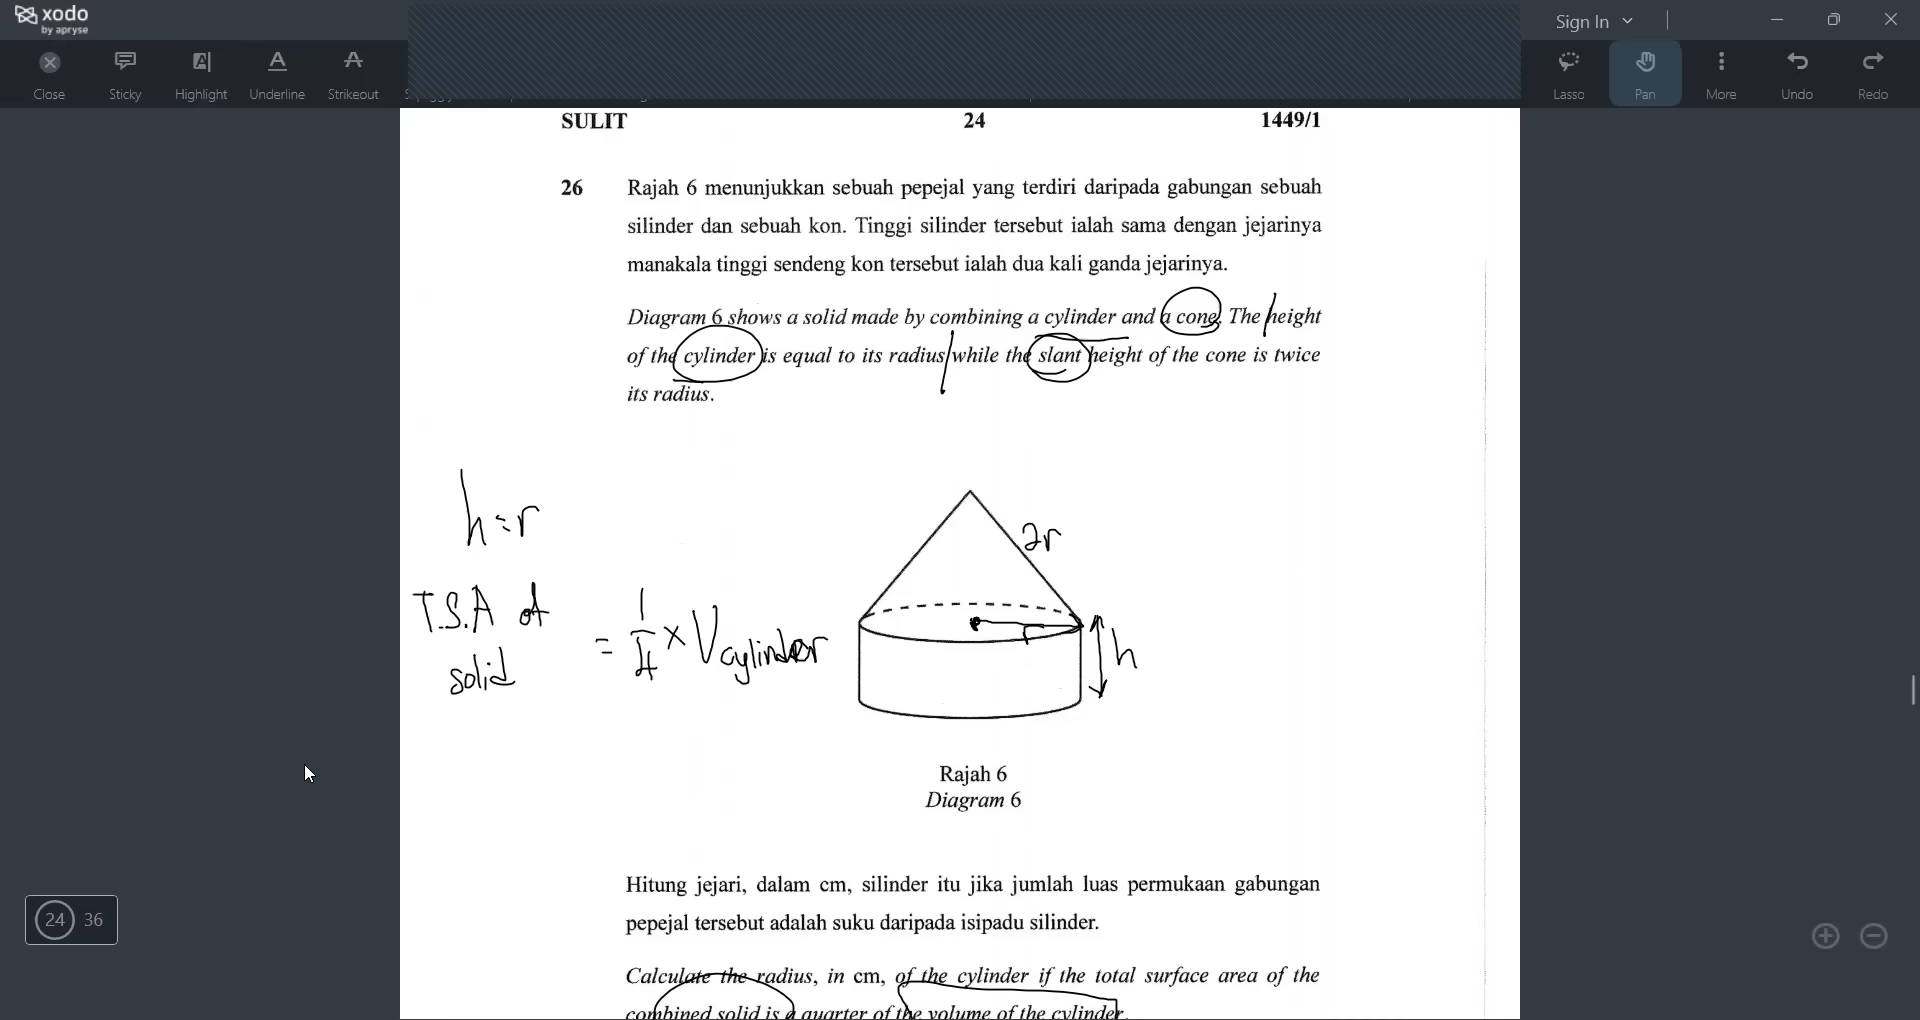 xodo
by apryse
Sign In
Close
Sticky
Highlight
Underline
Strikeout
Lasso
Pan
More
Undo
Redo
SULIT 24 1449/1
26 Rajah 6 menunjukkan sebuah pepejal yang terdiri daripada gabungan sebuah
silinder dan sebuah kon. Tinggi silinder tersebut ialah sama dengan jejarinya
manakala tinggi sendeng kon tersebut ialah dua kali ganda jejarinya.
Diagram 6 shows a solid made by combining a cylinder and a cone. The height
of the cylinder is equal to its radius while the slant height of the cone is twice
its radius.
h=r
2r
T.S.A of
solid
= 1/4 × V cylinder
r
h
Rajah 6
Diagram 6
Hitung jejari, dalam cm, silinder itu jika jumlah luas permukaan gabungan
pepejal tersebut adalah suku daripada isipadu silinder.
Calculate the radius, in cm, of the cylinder if the total surface area of the
combined solid is a quarter of the volume of the cylinder.
24 36